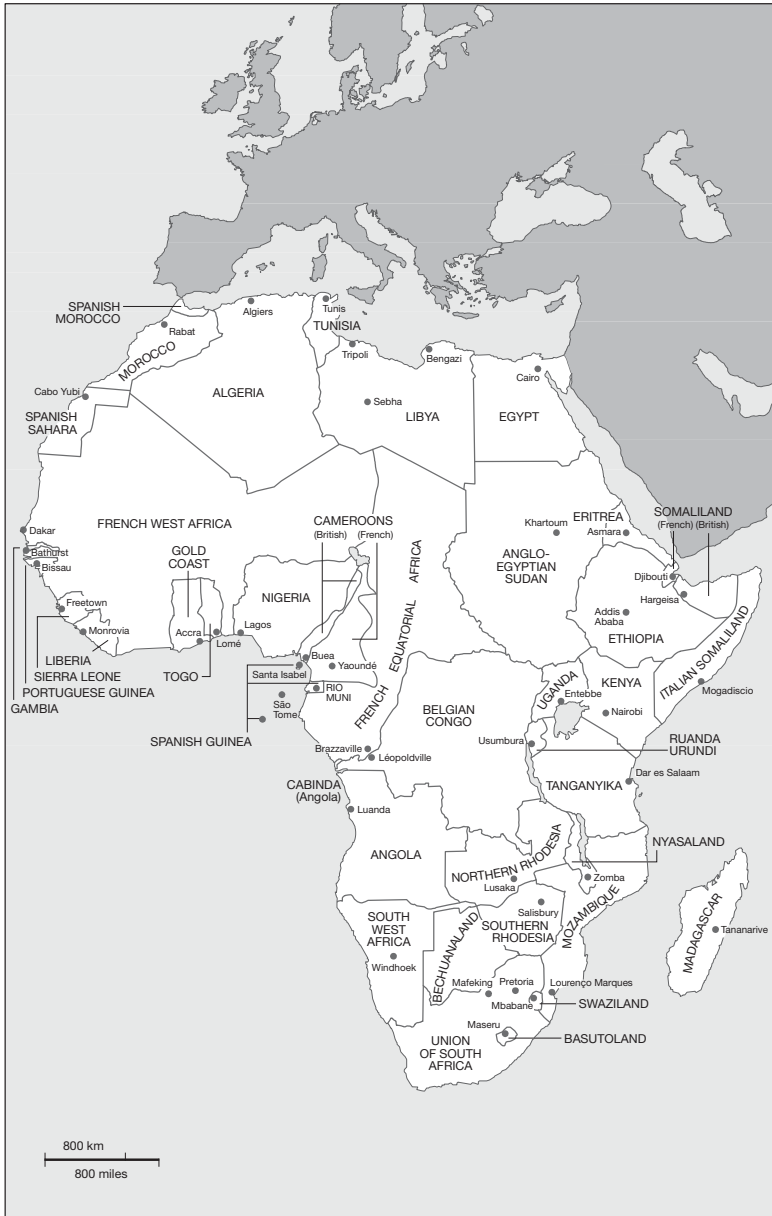 SPANISH
MOROCCO
Rabat
MOROCCO
Algiers
Tunis
TUNISIA
Tripoli
Bengazi
Cairo
Cabo Yubi
SPANISH
SAHARA
ALGERIA
Sebha
LIBYA
EGYPT
Dakar
FRENCH WEST AFRICA
CAMEROONS
(British) (French)
Khartoum
ERITREA
Asmara
SOMALILAND
(French) (British)
Bathurst
Bissau
GOLD
COAST
NIGERIA
FRENCH EQUATORIAL AFRICA
ANGLO-
EGYPTIAN
SUDAN
Djibouti
Hargeisa
Freetown
Monrovia
Accra
Lomé
Lagos
Addis
Ababa
ETHIOPIA
ITALIAN SOMALILAND
LIBERIA
SIERRA LEONE
PORTUGUESE GUINEA
GAMBIA
TOGO
Buea
Santa Isabel
Yaoundé
RIO
MUNI
São
Tome
SPANISH GUINEA
BELGIAN
CONGO
UGANDA
Entebbe
KENYA
Nairobi
Mogadiscio
Brazzaville
Léopoldville
Usumbura
RUANDA
URUNDI
CABINDA
(Angola)
Luanda
TANGANYIKA
Dar es Salaam
ANGOLA
NORTHERN RHODESIA
Lusaka
NYASALAND
Zomba
SOUTH
WEST
AFRICA
Windhoek
BECHUANALAND
Salisbury
SOUTHERN
RHODESIA
MOZAMBIQUE
MADAGASCAR
Tananarive
Mafeking
Pretoria
Mbabane
Lourenço Marques
SWAZILAND
Maseru
BASUTOLAND
UNION
OF SOUTH
AFRICA
800 km
800 miles